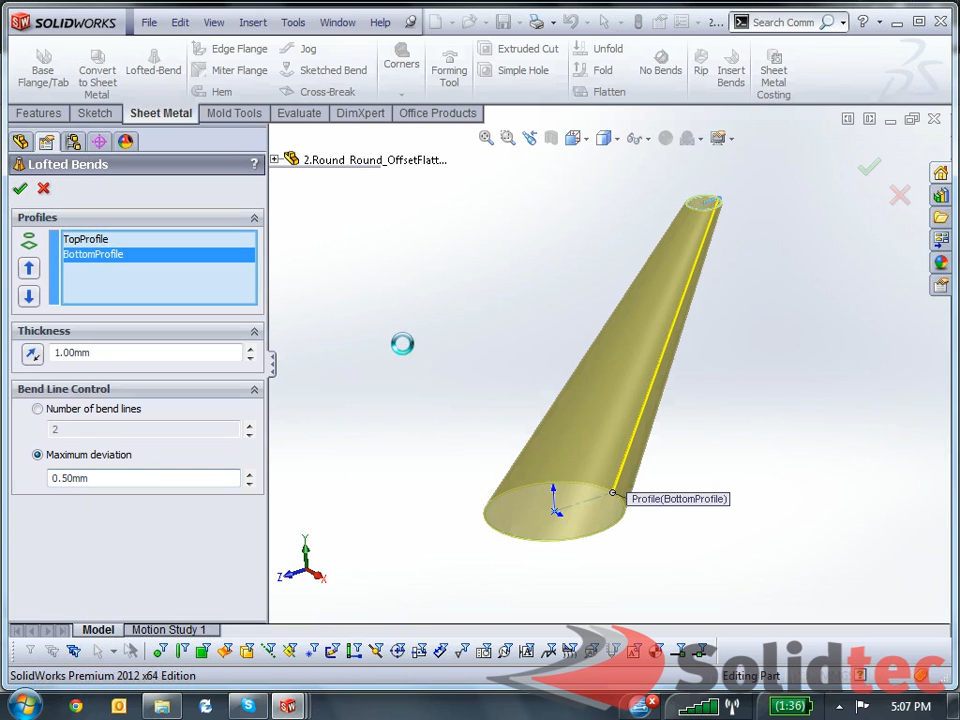 SOLIDWORKS File Edit View Insert Tools Window Help 2... Search Comm
Base Flange/Tab
Convert to Sheet Metal
Lofted-Bend
Edge Flange
Miter Flange
Hem
Jog
Sketched Bend
Cross-Break
Corners
Forming Tool
Extruded Cut
Simple Hole
Unfold
Fold
Flatten
No Bends
Rip
Insert Bends
Sheet Metal Costing
Features Sketch Sheet Metal Mold Tools Evaluate DimXpert Office Products
2.Round_Round_OffsetFlatt...
Lofted Bends ?
Profiles
TopProfile
BottomProfile
Thickness
1.00mm
Bend Line Control
Number of bend lines
2
Maximum deviation
0.50mm
Profile(BottomProfile)
Y
Z
X
Model Motion Study 1
Solidtec
SolidWorks Premium 2012 x64 Edition
Editing Part
(1:36)
5:07 PM